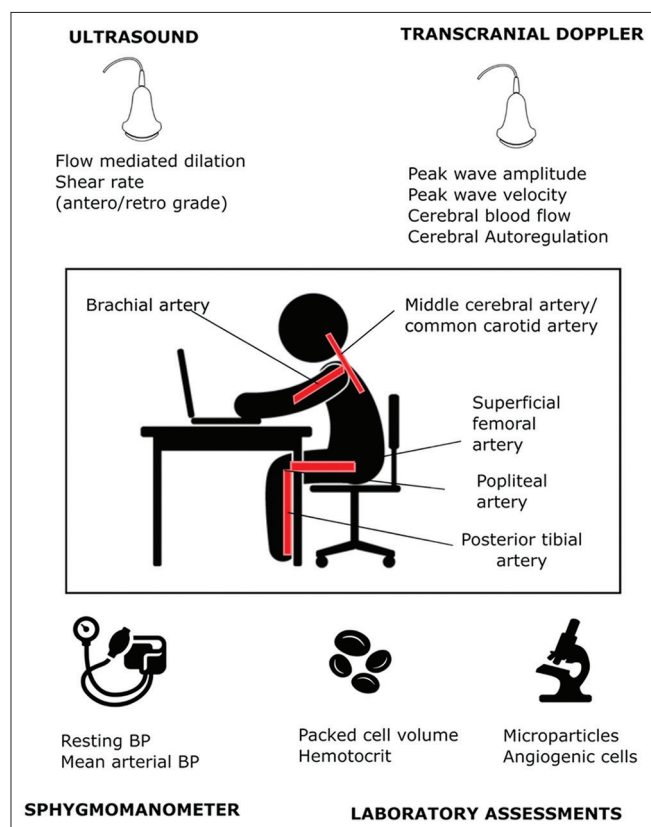 ULTRASOUND
Flow mediated dilation
Shear rate
(antero/retro grade)
TRANSCRANIAL DOPPLER
Peak wave amplitude
Peak wave velocity
Cerebral blood flow
Cerebral Autoregulation
Brachial artery
Middle cerebral artery/
common carotid artery
Superficial
femoral
artery
Popliteal
artery
Posterior tibial
artery
Resting BP
Mean arterial BP
SPHYGMOMANOMETER
Packed cell volume
Hemotocrit
Microparticles
Angiogenic cells
LABORATORY ASSESSMENTS